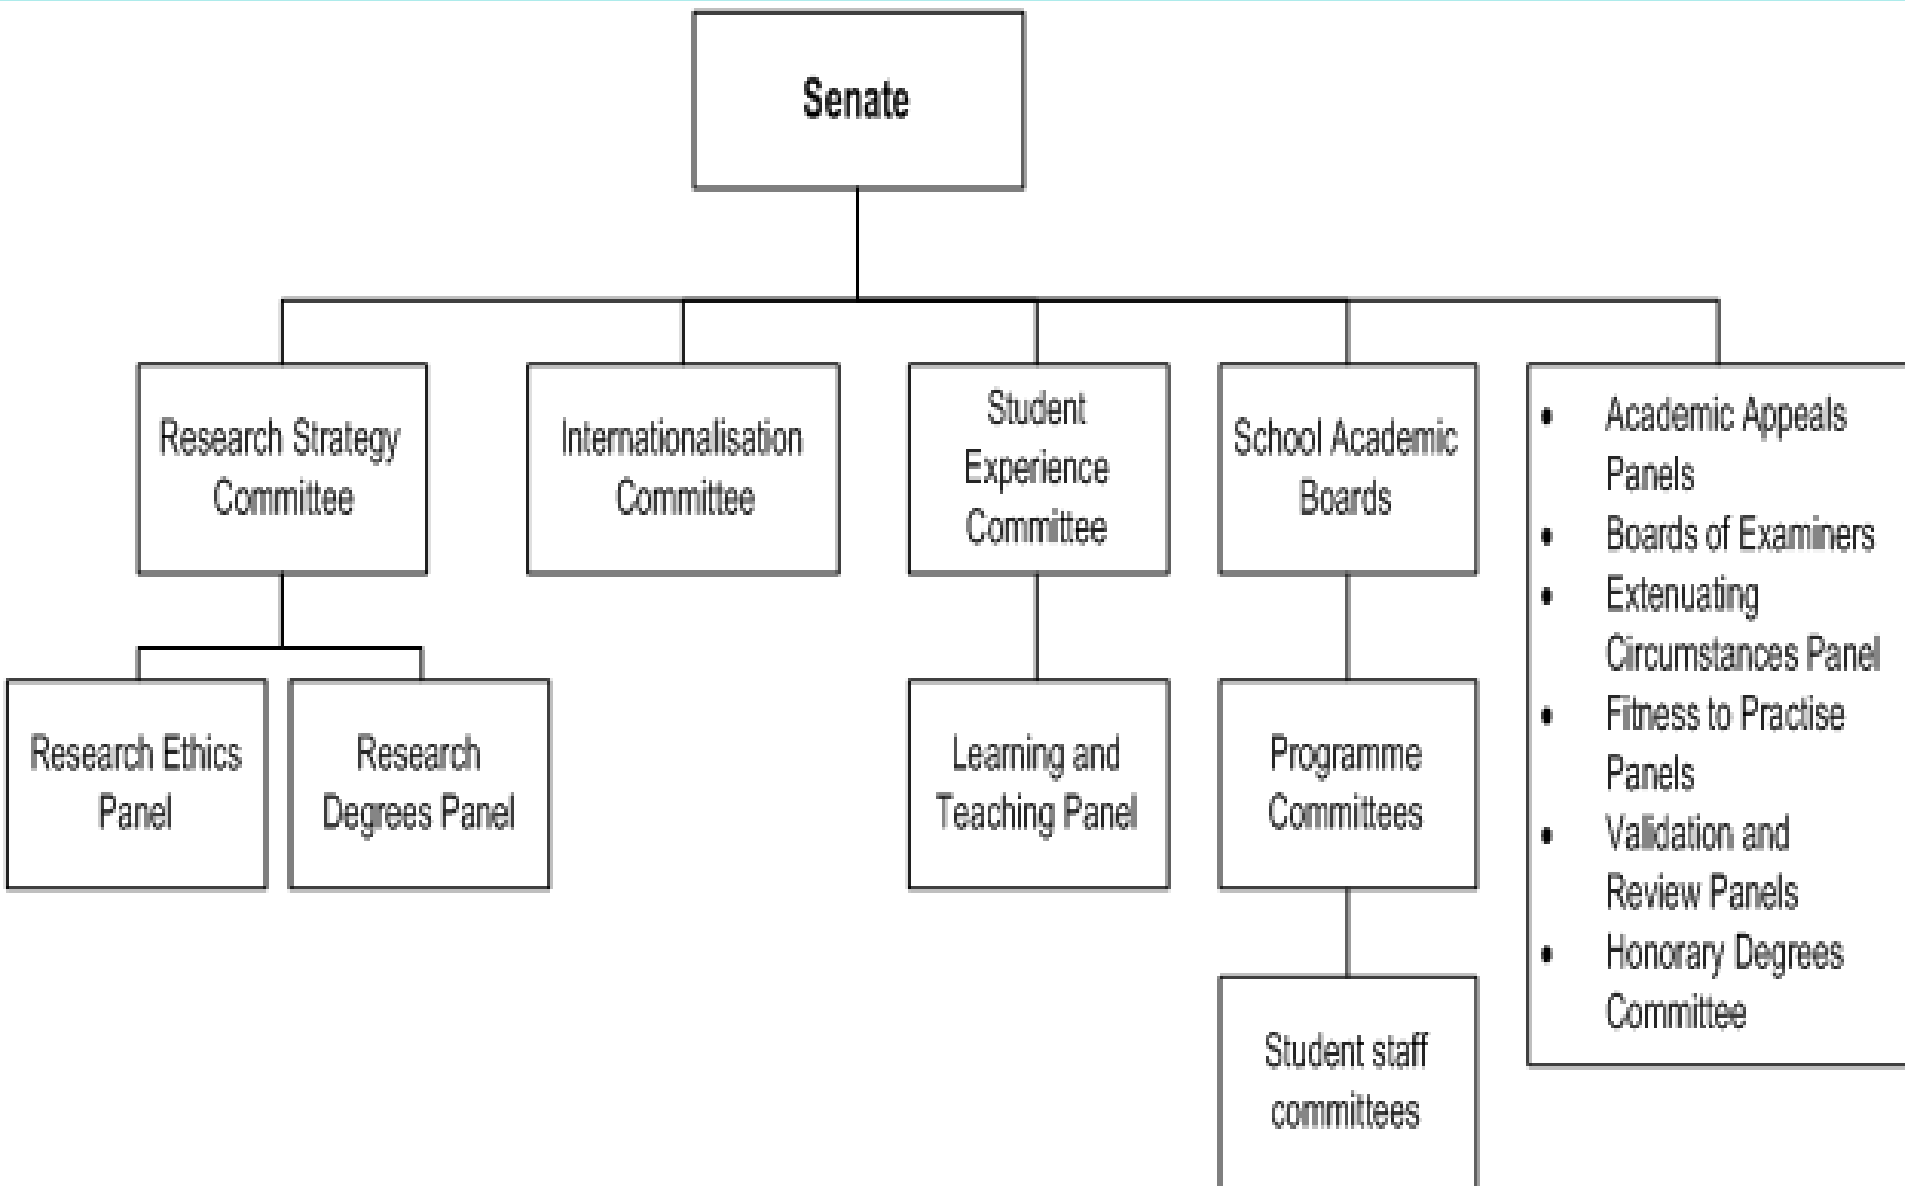 Senate
Research Strategy
Committee
Internationalisation
Committee
Student
Experience
Committee
School Academic
Boards
• Academic Appeals
Panels
• Boards of Examiners
• Extenuating
Circumstances Panel
• Fitness to Practise
Panels
• Validation and
Review Panels
• Honorary Degrees
Committee
Research Ethics
Panel
Research
Degrees Panel
Learning and
Teaching Panel
Programme
Committees
Student staff
committees